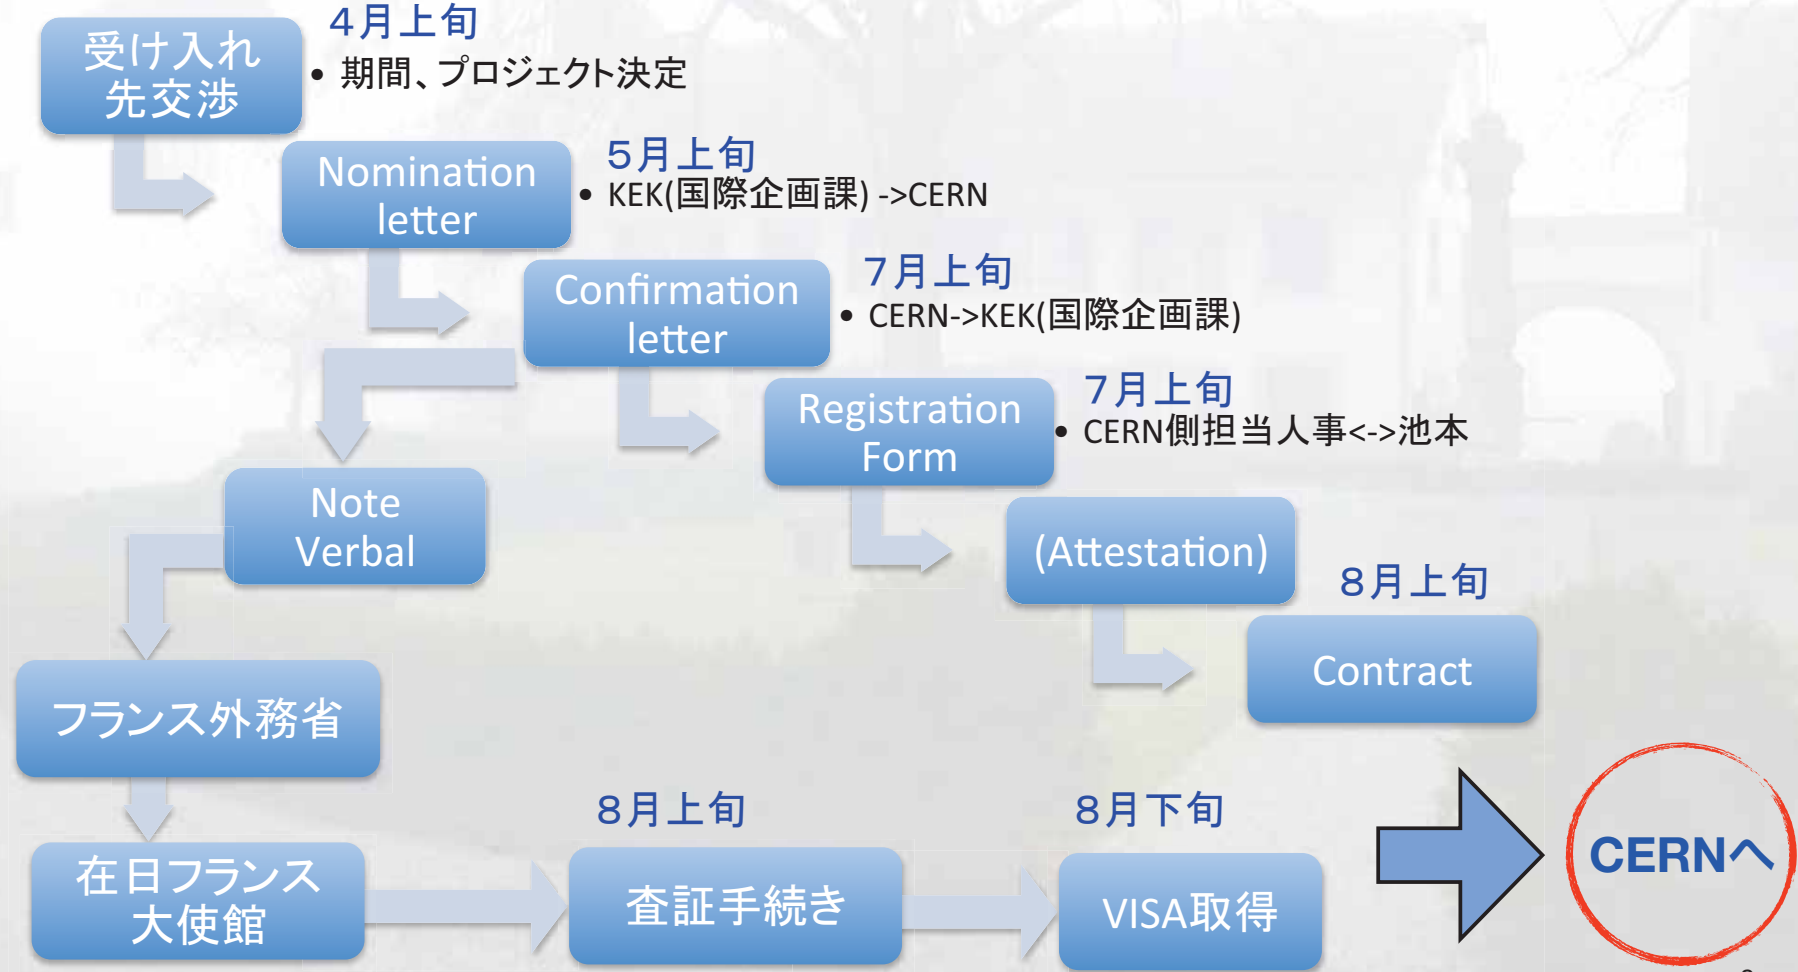 受け入れ
先交渉
４月上旬
• 期間、プロジェクト決定
Nomination
letter
５月上旬
• KEK(国際企画課) ->CERN
Confirmation
letter
７月上旬
• CERN->KEK(国際企画課)
Registration
Form
７月上旬
• CERN側担当人事<->池本
Note
Verbal
(Attestation)
８月上旬
Contract
フランス外務省
在日フランス
大使館
８月上旬
査証手続き
８月下旬
VISA取得
CERNへ